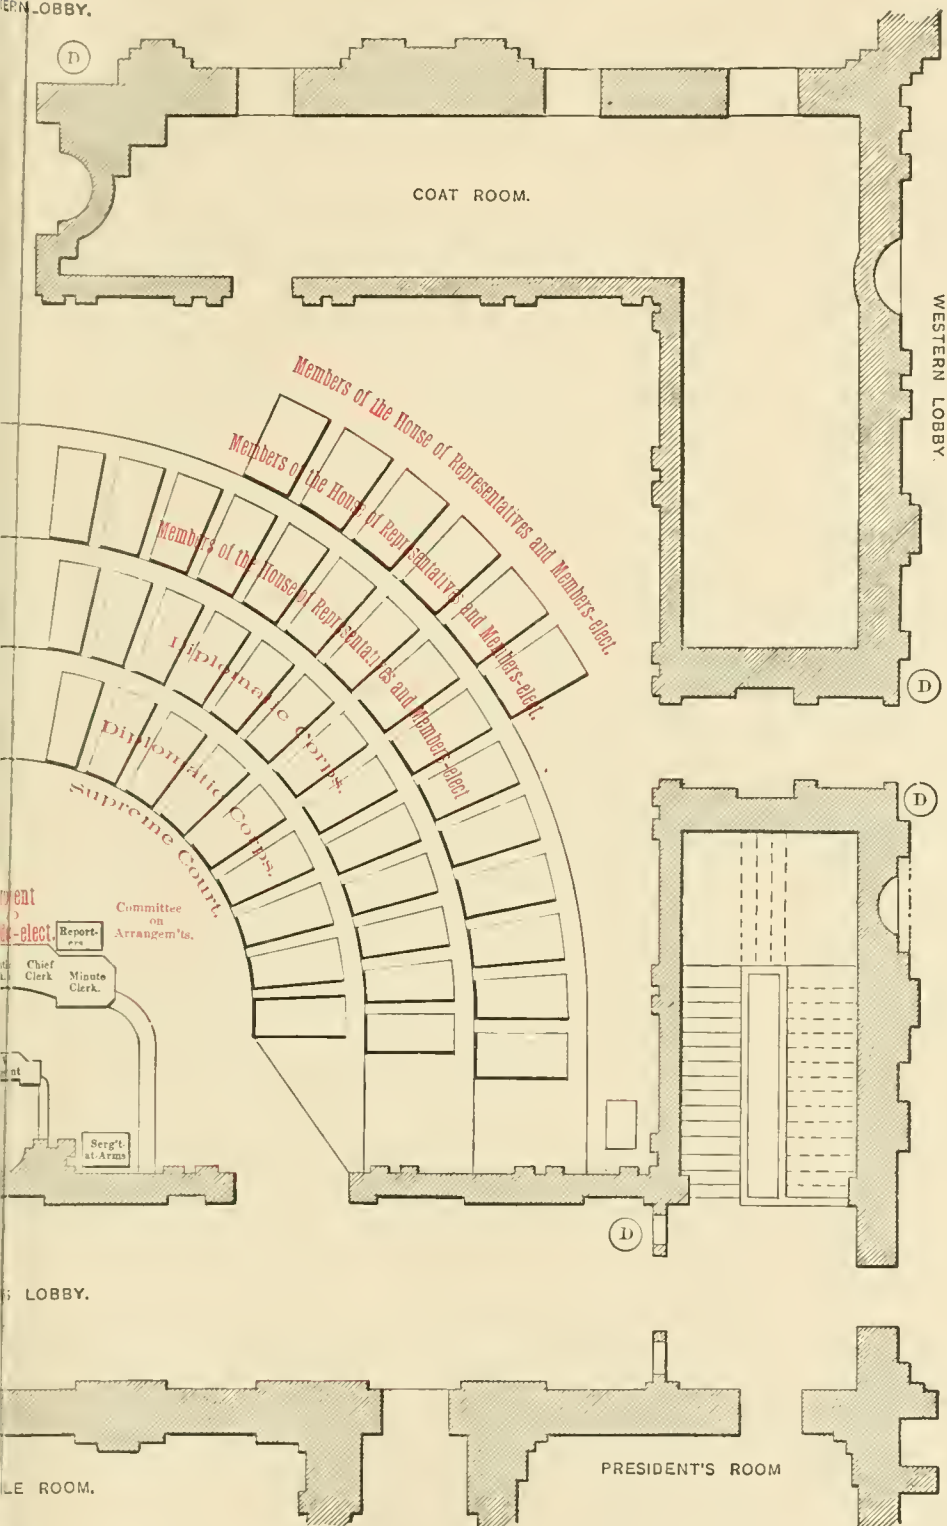 LOBBY.
D
COAT ROOM.
WESTERN LOBBY.
Members of the House of Representatives and Members-elect.
Members of the House of Representatives and Members-elect.
Members of the House of Representatives and Members-elect
Diplomatic Corps.
Diplomatic Corps.
Supreme Court.
D
D
-elect.
Report-
ers
Committee
on
Arrangem'ts.
Chief
Clerk
Minute
Clerk.
Serg't-
at-Arms
D
LOBBY.
PRESIDENT'S ROOM
ROOM.